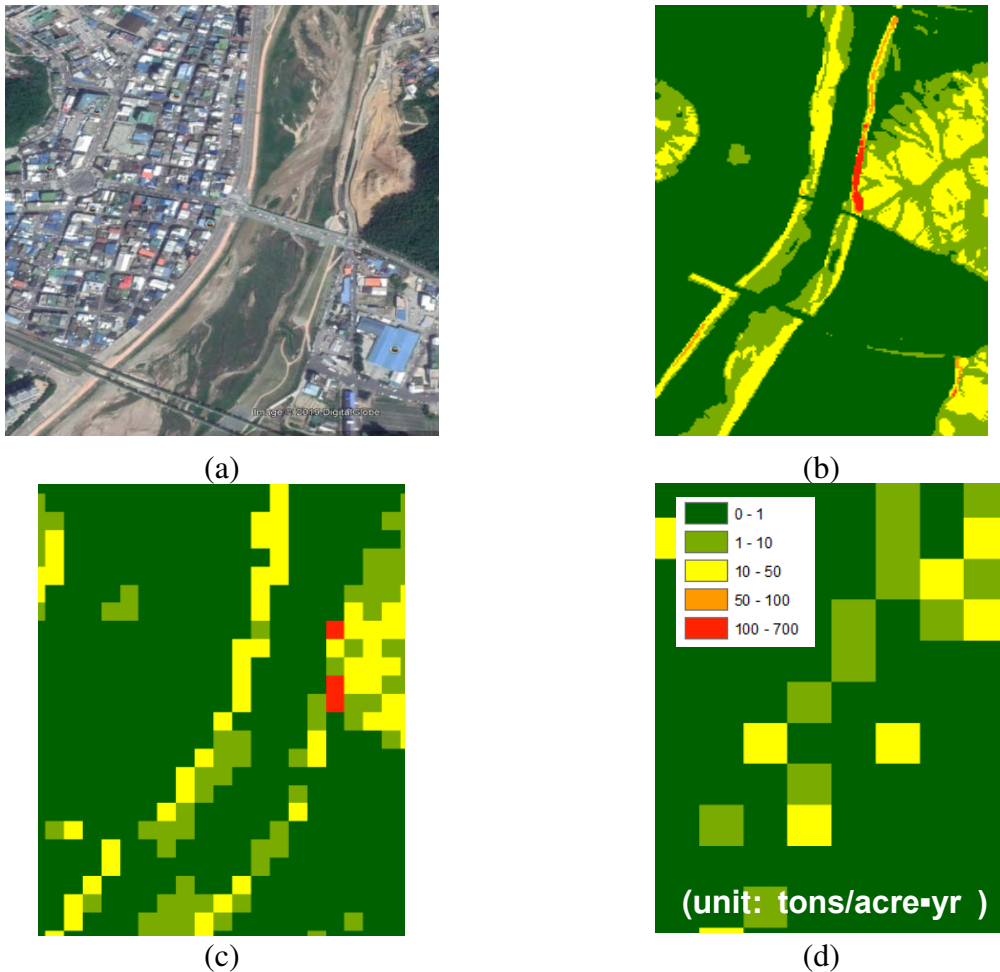 Image © 2019 DigitalGlobe
(a)
(b)
0 - 1
1 - 10
10 - 50
50 - 100
100 - 700
(unit: tons/acre▪yr )
(c)
(d)